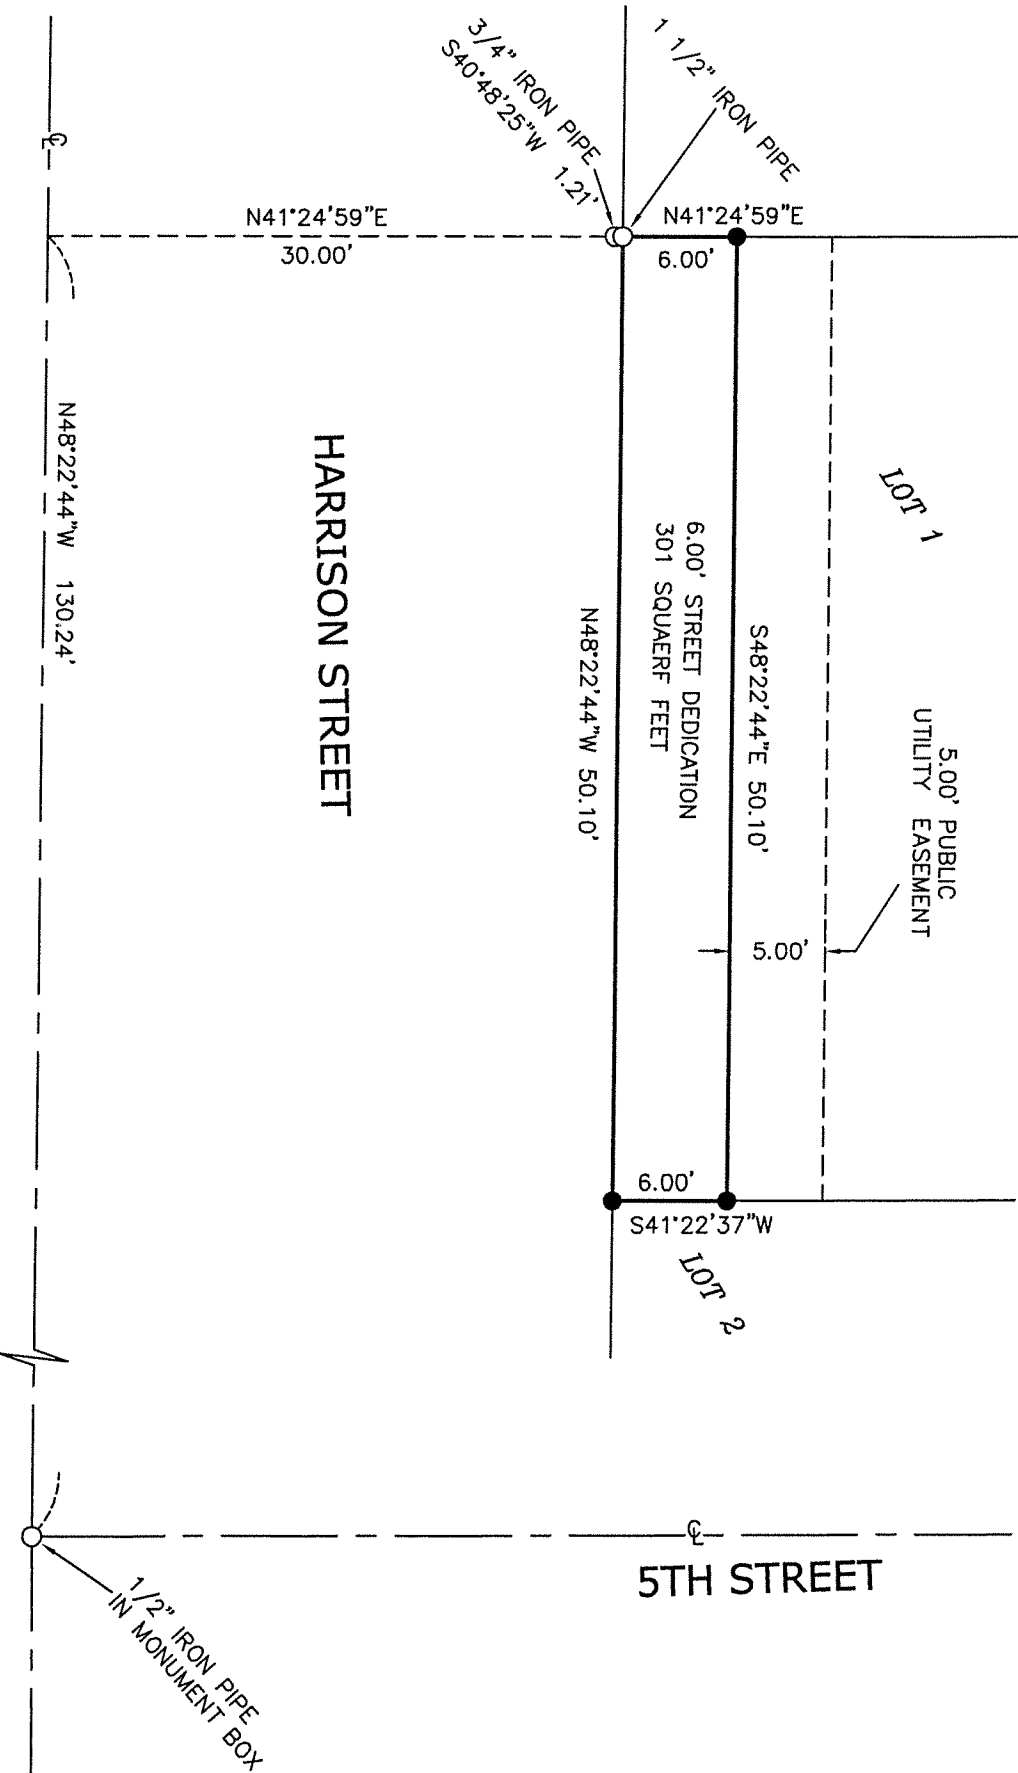 1 1/2" IRON PIPE
3/4" IRON PIPE
S40°48'25"W 1.21'
℄
N41°24'59"E
30.00'
N41°24'59"E
6.00'
LOT 1
N48°22'44"W 130.24'
HARRISON STREET
N48°22'44"W 50.10'
6.00' STREET DEDICATION
301 SQUAERF FEET
S48°22'44"E 50.10'
5.00' PUBLIC
UTILITY EASEMENT
5.00'
6.00'
S41°22'37"W
LOT 2
℄
5TH STREET
1/2" IRON PIPE
IN MONUMENT BOX